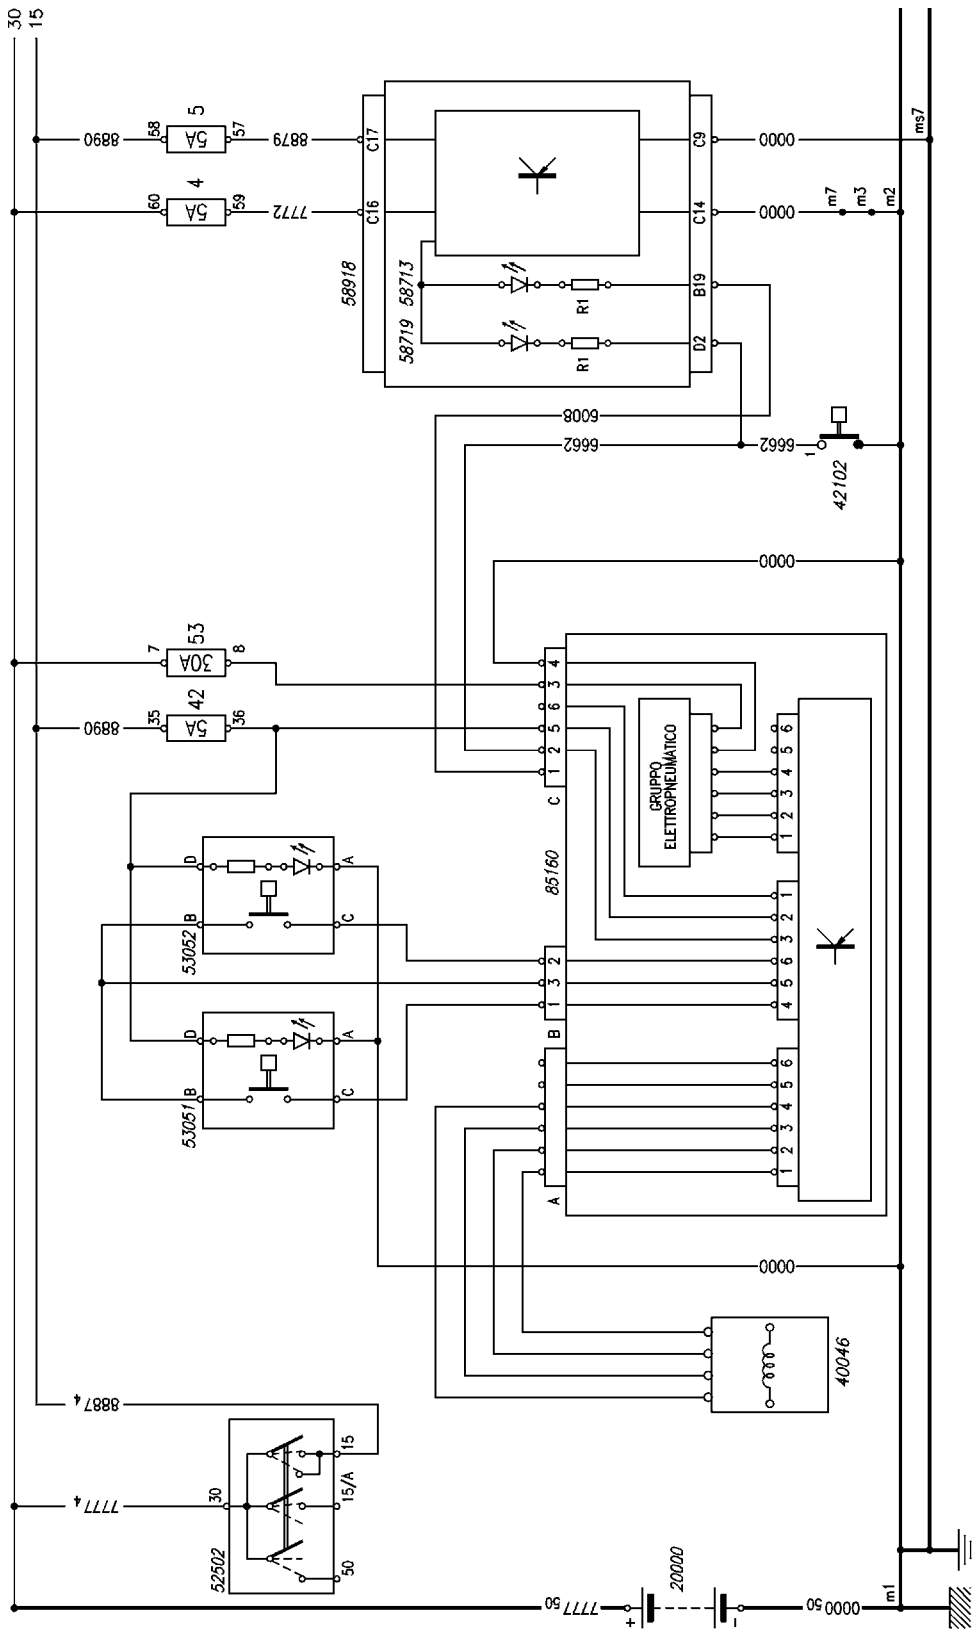 30
15
8890
58
5A
5
57
8879
C17
C9
0000
ms7
60
5A
4
59
7772
C16
C14
0000
m7
m3
m2
58918
58713
58719
R1
B19
R1
D2
6008
6662
6662
1
42102
0000
7
30A
53
8
8890
35
5A
42
36
4
3
6
5
2
1
C
GRUPPO
ELETTROPNEUMATICO
6
5
4
3
2
1
85160
D
A
B
C
53052
2
3
1
B
1
2
3
6
5
4
D
A
B
C
53051
A
6
5
4
3
2
1
0000
40046
8887 4
15
15/A
30
50
7777 4
52502
7777 50
+
20000
-
0000 50
m1